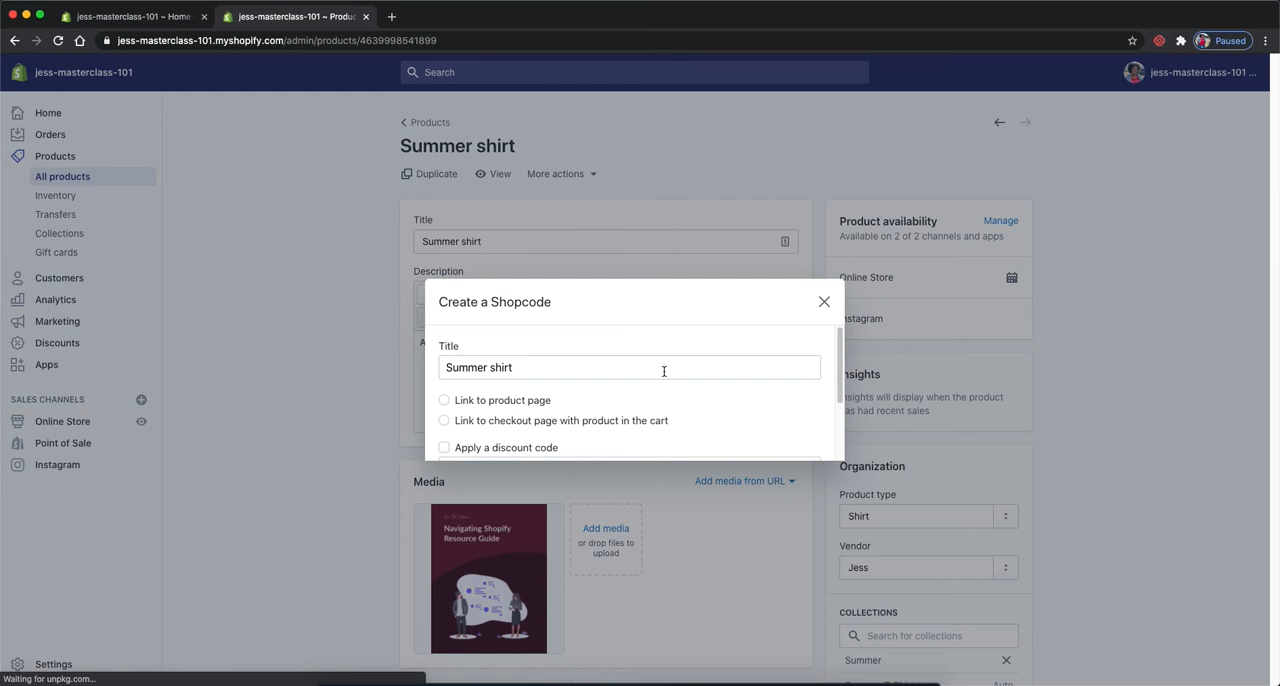 jess-masterclass-101 ~ Home
jess-masterclass-101 ~ Produc
jess-masterclass-101.myshopify.com/admin/products/4639998541899
Paused
jess-masterclass-101
Search
jess-masterclass-101 ...
Home
Orders
Products
All products
Inventory
Transfers
Collections
Gift cards
Customers
Analytics
Marketing
Discounts
Apps
SALES CHANNELS
Online Store
Point of Sale
Instagram
Settings
Waiting for unpkg.com...
Products
Summer shirt
Duplicate
View
More actions
Title
Summer shirt
Description
A
Create a Shopcode
Title
Summer shirt
Link to product page
Link to checkout page with product in the cart
Apply a discount code
Media
Add media from URL
Navigating Shopify
Resource Guide
Add media
or drop files to
upload
Product availability
Manage
Available on 2 of 2 channels and apps
Online Store
nstagram
nsights
nsights will display when the product
as had recent sales
Organization
Product type
Shirt
Vendor
Jess
COLLECTIONS
Search for collections
Summer
Auto